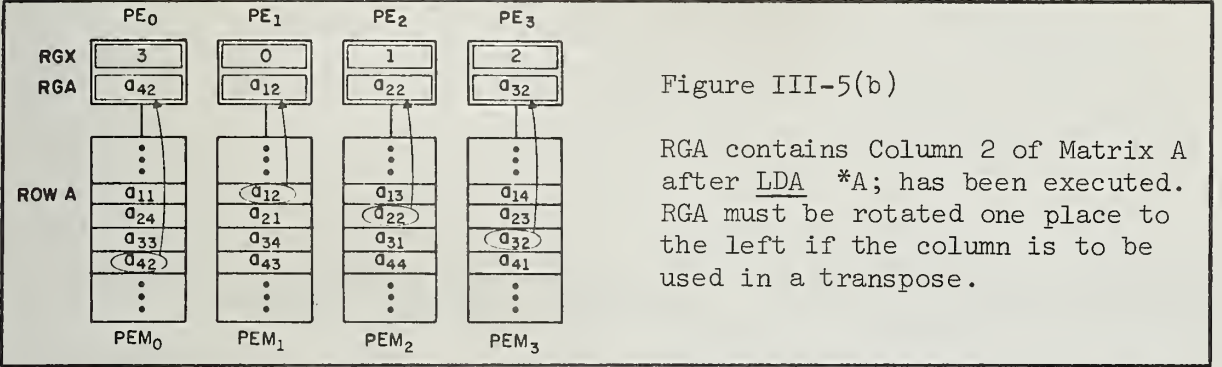 PE0 PE1 PE2 PE3
RGX 3 0 1 2
RGA a42 a12 a22 a32
ROW A a11 a12 a13 a14
a24 a21 a22 a23
a33 a34 a31 a32
a42 a43 a44 a41
PEM0 PEM1 PEM2 PEM3
Figure III-5(b)
RGA contains Column 2 of Matrix A
after LDA *A; has been executed.
RGA must be rotated one place to
the left if the column is to be
used in a transpose.